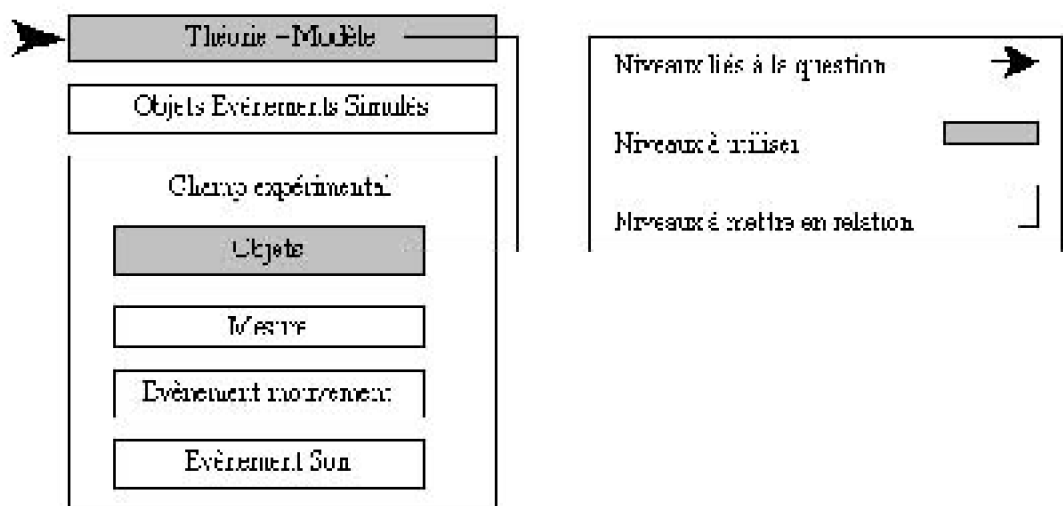 Théorie – Modèle
Objets Evénements Simulés
Champ expérimental
Objets
Mesure
Evènement mouvement
Evènement Son
Niveaux liés à la question
Niveaux à utiliser
Niveaux à mettre en relation